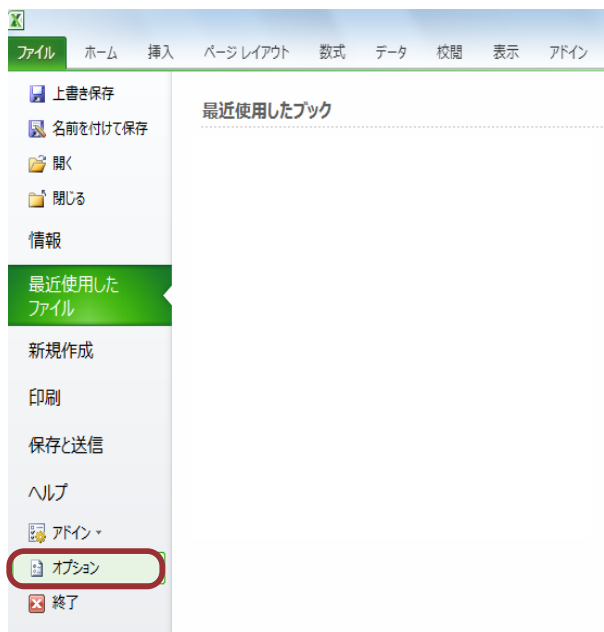 ファイル ホーム 挿入 ページ レイアウト 数式 データ 校閲 表示 アドイン
上書き保存
名前を付けて保存
開く
閉じる
情報
最近使用した
ファイル
新規作成
印刷
保存と送信
ヘルプ
アドイン
オプション
終了
最近使用したブック